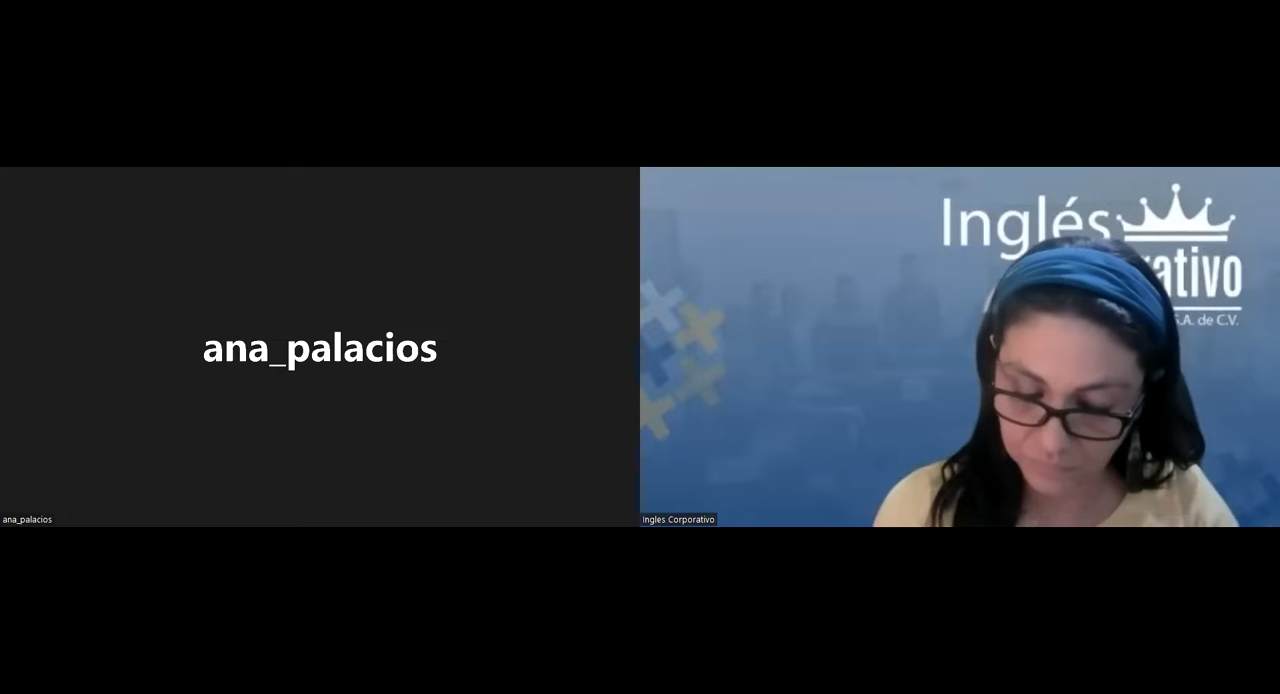 ana_palacios
ana_palacios
Inglés
rativo
S.A. de C.V.
Ingles Corporativo